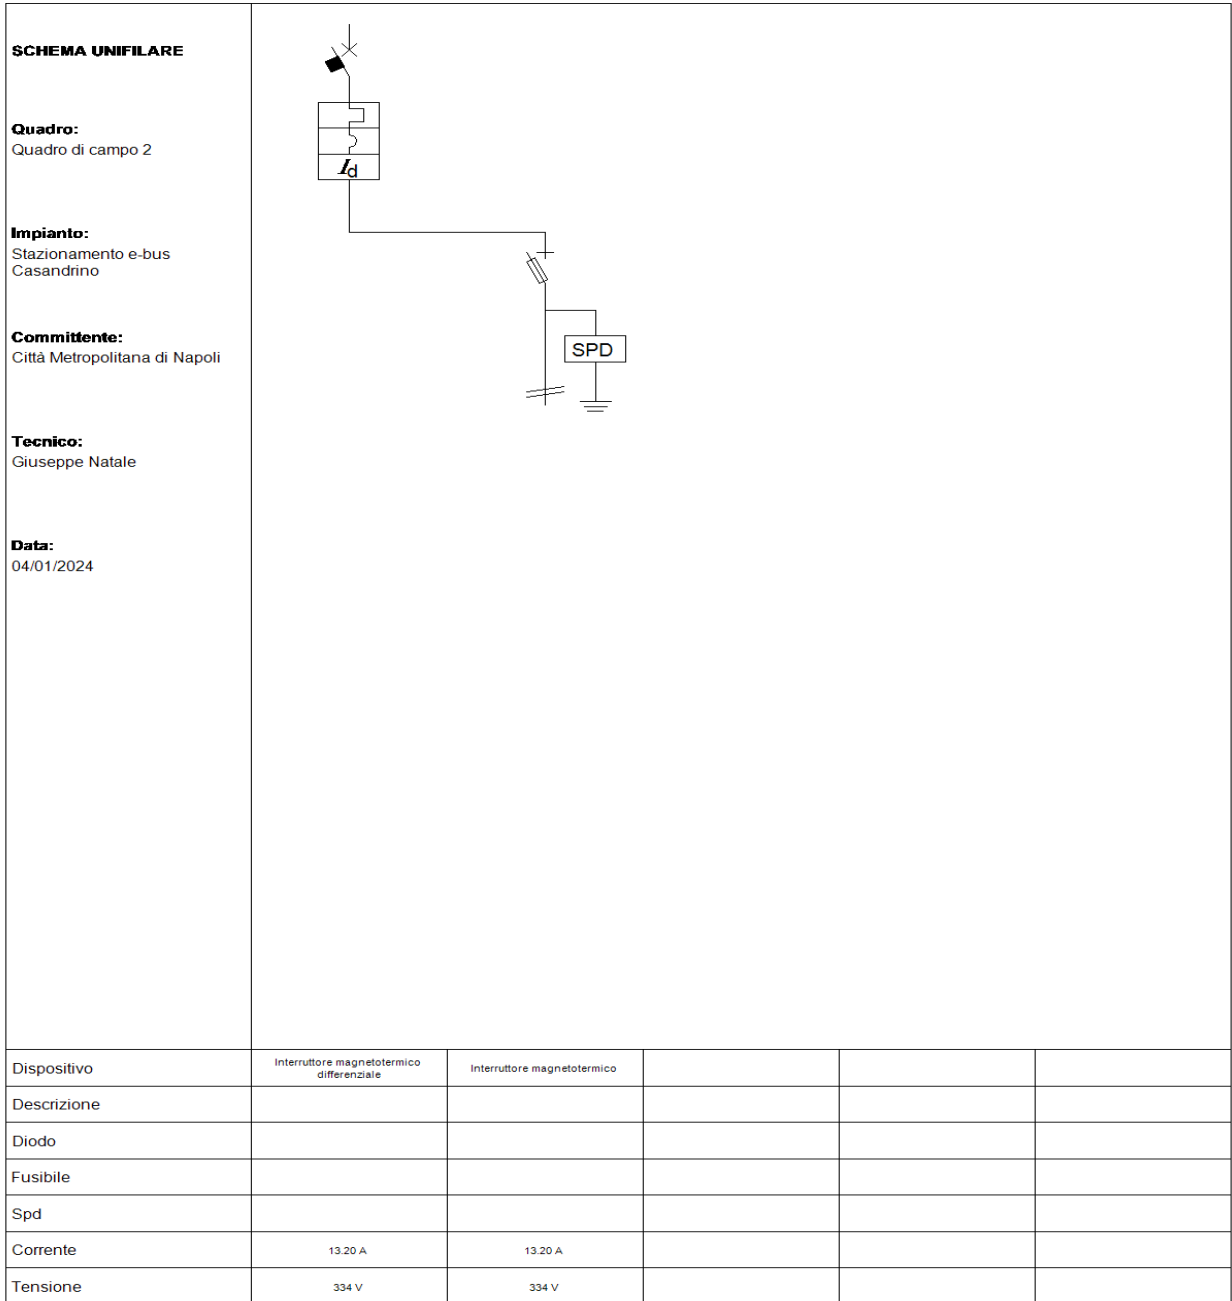 SCHEMA UNIFILARE
Quadro:
Quadro di campo 2
Impianto:
Stazionamento e-bus
Casandrino
Committente:
Città Metropolitana di Napoli
Tecnico:
Giuseppe Natale
Data:
04/01/2024
Id
SPD
Dispositivo
Interruttore magnetotermico
differenziale
Interruttore magnetotermico
Descrizione
Diodo
Fusibile
Spd
Corrente 13.20 A 13.20 A
Tensione 334 V 334 V